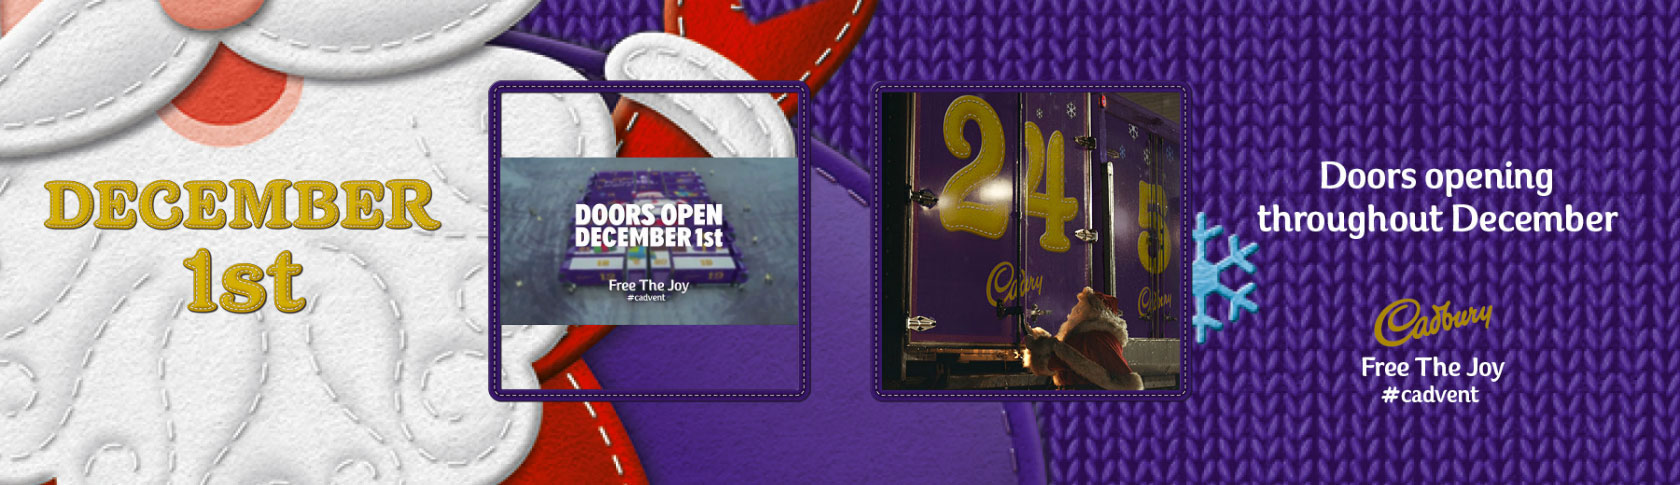 DECEMBER
1st
DOORS OPEN
DECEMBER 1st
Free The Joy
#cadvent
24
5
Cadbury
Cadbury
Doors opening
throughout December
Cadbury
Free The Joy
#cadvent